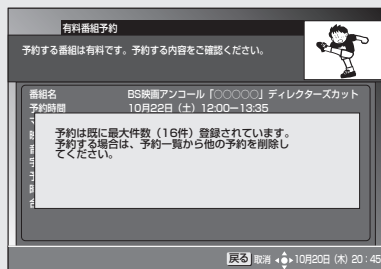 有料番組予約
予約する番組は有料です。予約する内容をご確認ください。
番組名 BS映画アンコール「○○○○○」ディレクターズカット
予約時間 10月22日（土）12:00ー13:35
予約は既に最大件数（16件）登録されています。
予約する場合は、予約一覧から他の予約を削除し
てください。
戻る 取消 10月20日（木）20：45